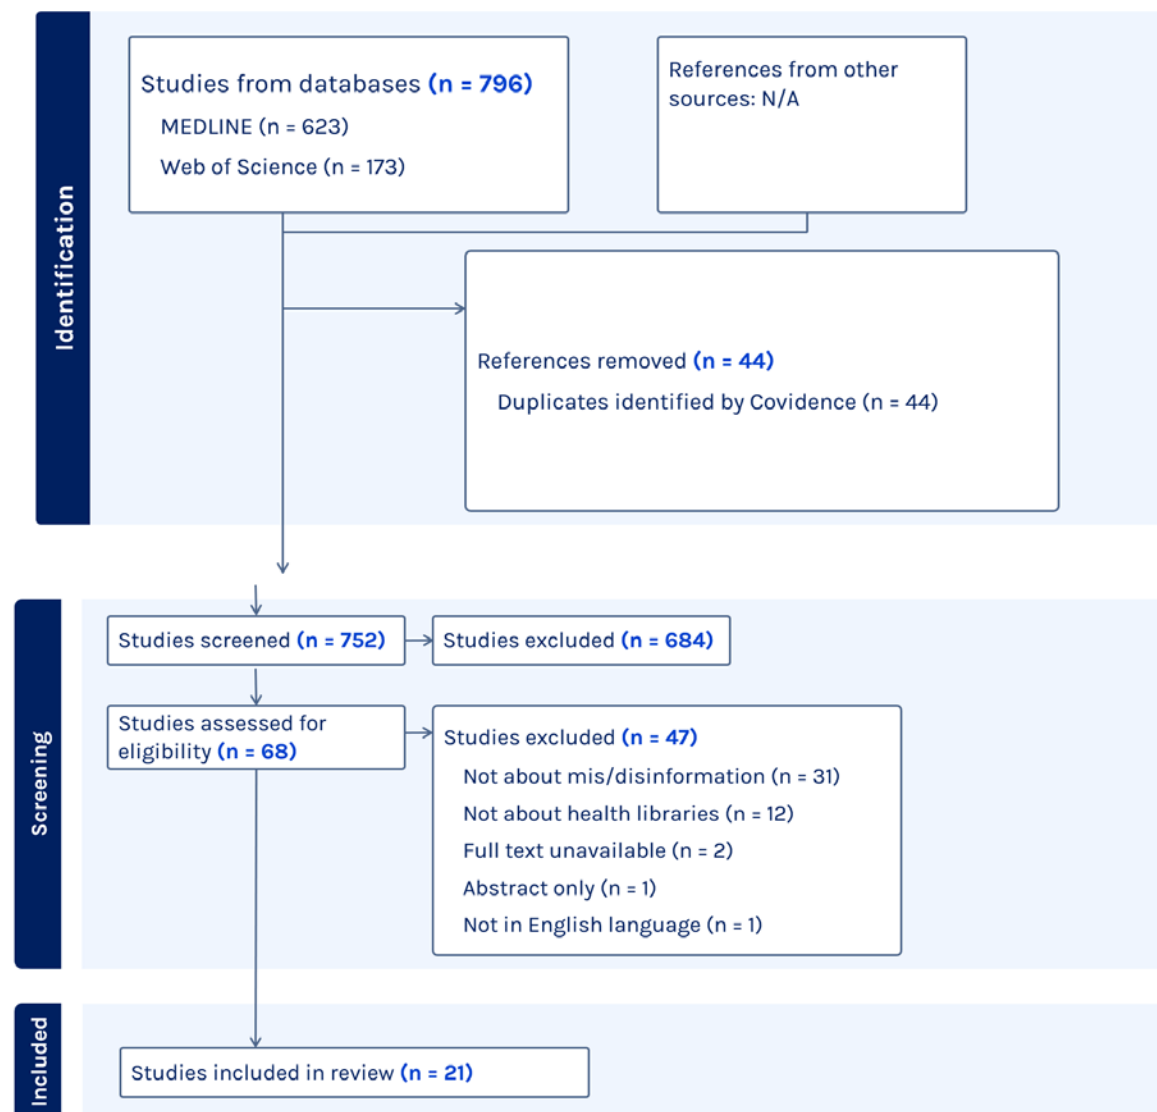 Identification
Studies from databases (n = 796)
MEDLINE (n = 623)
Web of Science (n = 173)
References from other
sources: N/A
References removed (n = 44)
Duplicates identified by Covidence (n = 44)
Screening
Studies screened (n = 752)
Studies excluded (n = 684)
Studies assessed for
eligibility (n = 68)
Studies excluded (n = 47)
Not about mis/disinformation (n = 31)
Not about health libraries (n = 12)
Full text unavailable (n = 2)
Abstract only (n = 1)
Not in English language (n = 1)
Included
Studies included in review (n = 21)